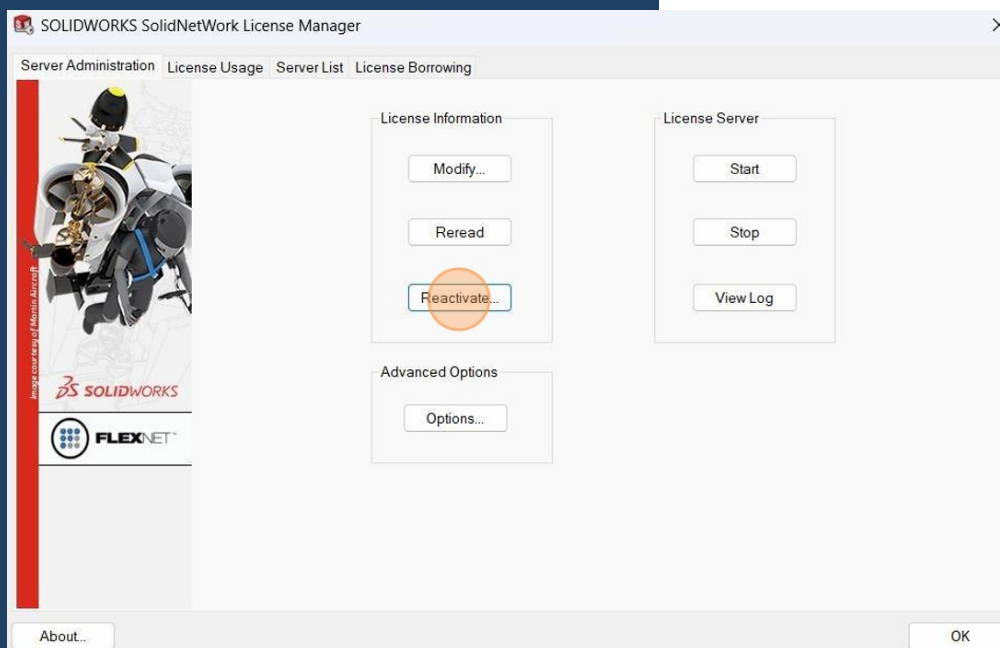 SOLIDWORKS SolidNetWork License Manager
Server Administration License Usage Server List License Borrowing
License Information
License Server
Modify...
Start
Reread
Stop
Reactivate...
View Log
Advanced Options
Options...
Image courtesy of Martin Aircraft
SOLIDWORKS
FLEXNET
About...
OK